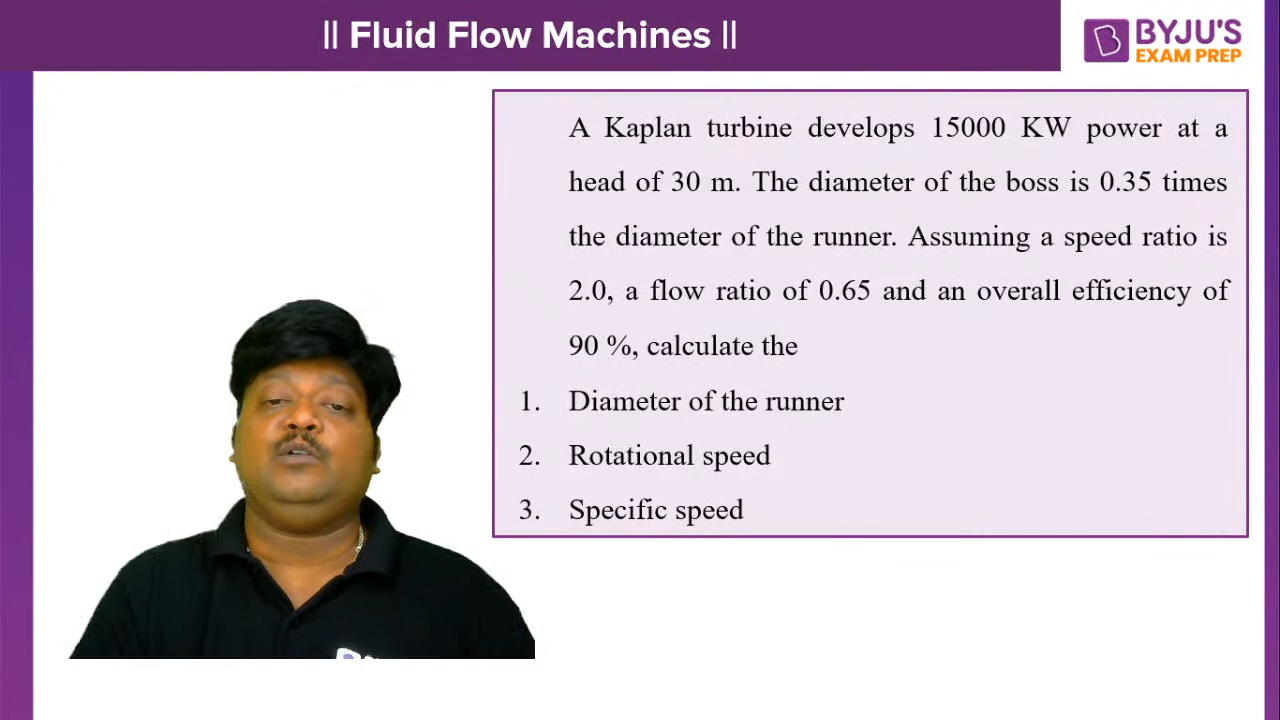 || Fluid Flow Machines ||
BYJU'S
EXAM PREP
A Kaplan turbine develops 15000 KW power at a
head of 30 m. The diameter of the boss is 0.35 times
the diameter of the runner. Assuming a speed ratio is
2.0, a flow ratio of 0.65 and an overall efficiency of
90 %, calculate the
1. Diameter of the runner
2. Rotational speed
3. Specific speed